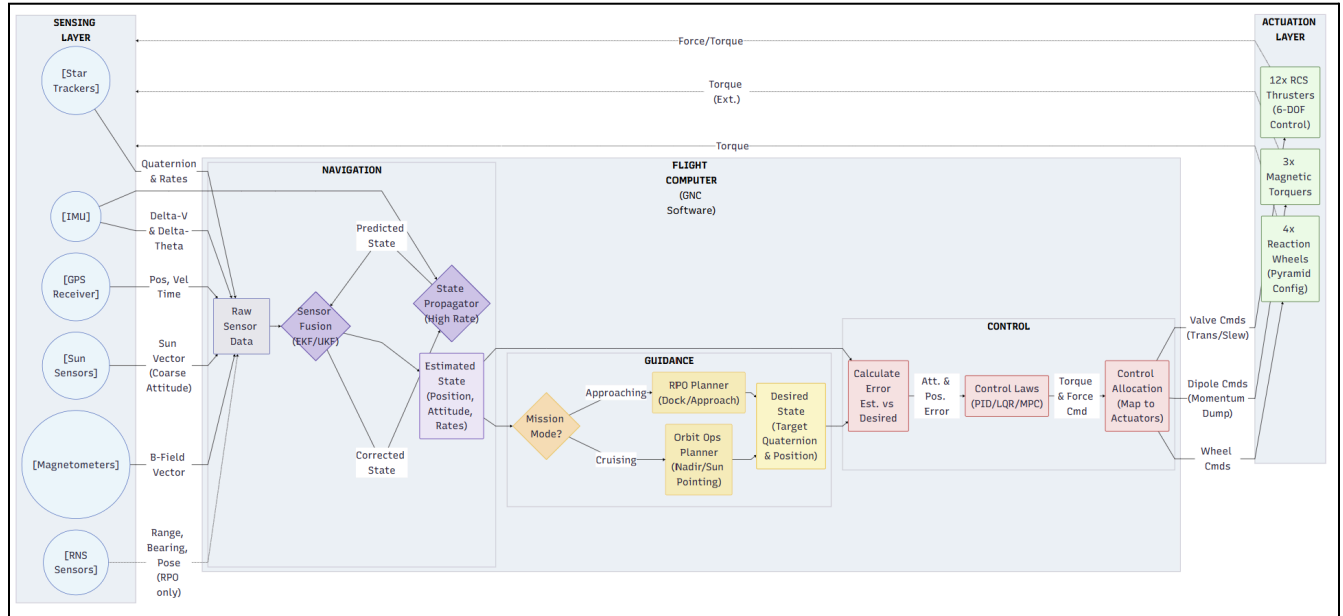 SENSING
LAYER
[Star
Trackers]
[IMU]
[GPS
Receiver]
[Sun
Sensors]
[Magnetometers]
[RNS
Sensors]
Force/Torque
Torque
(Ext.)
Torque
Quaternion
& Rates
Delta-V
& Delta-
Theta
Pos, Vel
Time
Sun
Vector
(Coarse
Attitude)
B-Field
Vector
Range,
Bearing,
Pose
(RPO
only)
FLIGHT
COMPUTER
(GNC
Software)
NAVIGATION
Raw
Sensor
Data
Sensor
Fusion
(EKF/UKF)
Predicted
State
State
Propagator
(High Rate)
Estimated
State
(Position,
Attitude,
Rates)
Corrected
State
GUIDANCE
Mission
Mode?
Approaching
Cruising
RPO Planner
(Dock/Approach)
Orbit Ops
Planner
(Nadir/Sun
Pointing)
Desired
State
(Target
Quaternion
& Position)
CONTROL
Calculate
Error
Est. vs
Desired
Att. &
Pos.
Error
Control Laws
(PID/LQR/MPC)
Torque
& Force
Cmd
Control
Allocation
(Map to
Actuators)
Valve Cmds
(Trans/Slew)
Dipole Cmds
(Momentum
Dump)
Wheel
Cmds
ACTUATION
LAYER
12x RCS
Thrusters
(6-DOF
Control)
3x
Magnetic
Torquers
4x
Reaction
Wheels
(Pyramid
Config)